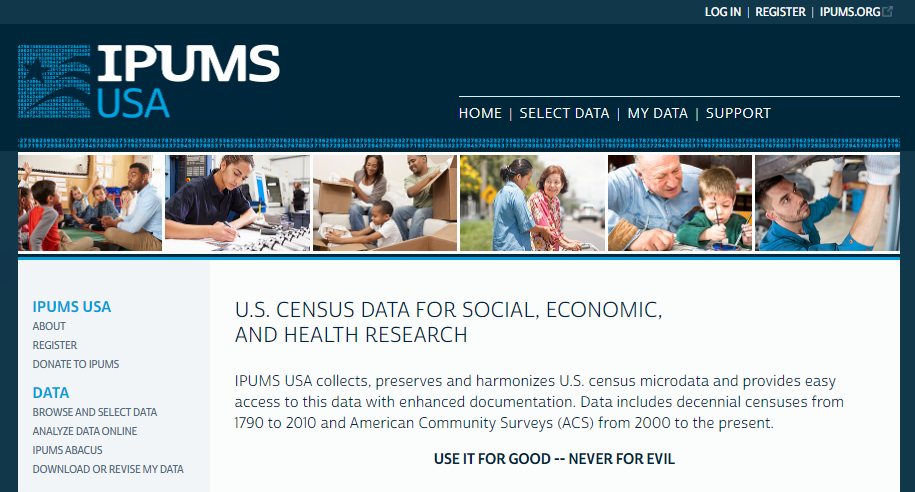 LOG IN | REGISTER | IPUMS.ORG
IPUMS
USA
HOME | SELECT DATA | MY DATA | SUPPORT
IPUMS USA
ABOUT
REGISTER
DONATE TO IPUMS
DATA
BROWSE AND SELECT DATA
ANALYZE DATA ONLINE
IPUMS ABACUS
DOWNLOAD OR REVISE MY DATA
U.S. CENSUS DATA FOR SOCIAL, ECONOMIC,
AND HEALTH RESEARCH
IPUMS USA collects, preserves and harmonizes U.S. census microdata and provides easy
access to this data with enhanced documentation. Data includes decennial censuses from
1790 to 2010 and American Community Surveys (ACS) from 2000 to the present.
USE IT FOR GOOD -- NEVER FOR EVIL